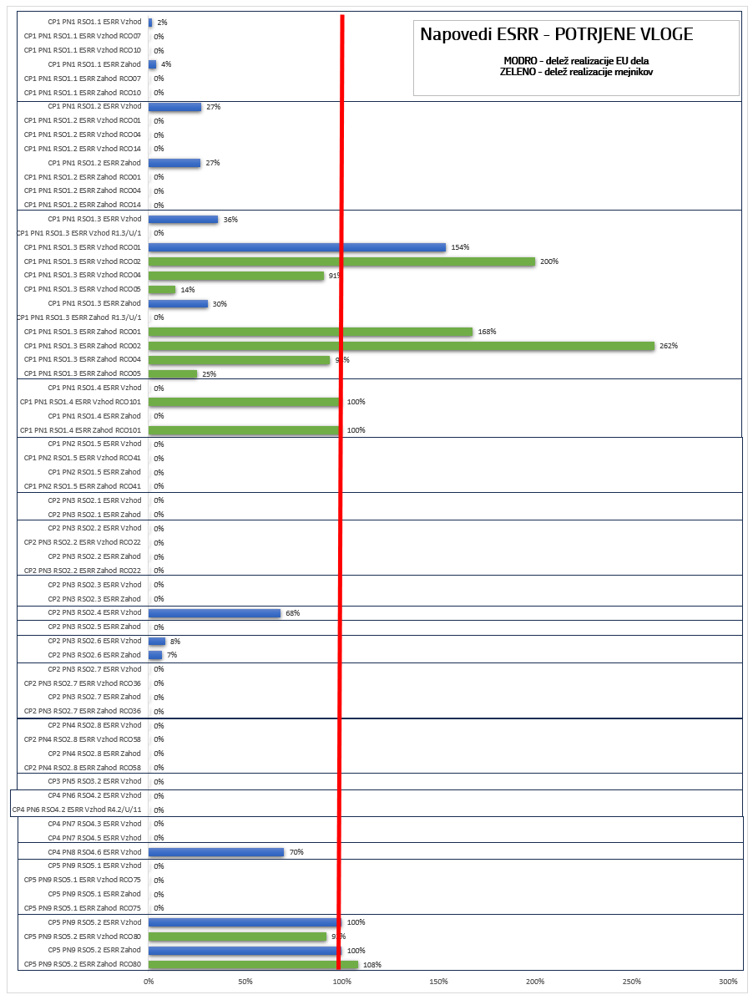 Napovedi ESRR - POTRJENE VLOGE
MODRO - delež realizacije EU dela
ZELENO - delež realizacije mejnikov
CP1 PN1 RSO1.1 ESRR Vzhod 2%
CP1 PN1 RSO1.1 ESRR Vzhod RCO07 0%
CP1 PN1 RSO1.1 ESRR Vzhod RCO10 0%
CP1 PN1 RSO1.1 ESRR Zahod 4%
CP1 PN1 RSO1.1 ESRR Zahod RCO07 0%
CP1 PN1 RSO1.1 ESRR Zahod RCO10 0%
CP1 PN1 RSO1.2 ESRR Vzhod 27%
CP1 PN1 RSO1.2 ESRR Vzhod RCO01 0%
CP1 PN1 RSO1.2 ESRR Vzhod RCO04 0%
CP1 PN1 RSO1.2 ESRR Vzhod RCO14 0%
CP1 PN1 RSO1.2 ESRR Zahod 27%
CP1 PN1 RSO1.2 ESRR Zahod RCO01 0%
CP1 PN1 RSO1.2 ESRR Zahod RCO04 0%
CP1 PN1 RSO1.2 ESRR Zahod RCO14 0%
CP1 PN1 RSO1.3 ESRR Vzhod 36%
CP1 PN1 RSO1.3 ESRR Vzhod R1.3/U/1 0%
CP1 PN1 RSO1.3 ESRR Vzhod RCO01 154%
CP1 PN1 RSO1.3 ESRR Vzhod RCO02 200%
CP1 PN1 RSO1.3 ESRR Vzhod RCO04 91%
CP1 PN1 RSO1.3 ESRR Vzhod RCO05 14%
CP1 PN1 RSO1.3 ESRR Zahod 30%
CP1 PN1 RSO1.3 ESRR Zahod R1.3/U/1 0%
CP1 PN1 RSO1.3 ESRR Zahod RCO01 168%
CP1 PN1 RSO1.3 ESRR Zahod RCO02 262%
CP1 PN1 RSO1.3 ESRR Zahod RCO04
CP1 PN1 RSO1.3 ESRR Zahod RCO05 25%
CP1 PN1 RSO1.4 ESRR Vzhod 0%
CP1 PN1 RSO1.4 ESRR Vzhod RCO101 100%
CP1 PN1 RSO1.4 ESRR Zahod 0%
CP1 PN1 RSO1.4 ESRR Zahod RCO101 100%
CP1 PN2 RSO1.5 ESRR Vzhod 0%
CP1 PN2 RSO1.5 ESRR Vzhod RCO41 0%
CP1 PN2 RSO1.5 ESRR Zahod 0%
CP1 PN2 RSO1.5 ESRR Zahod RCO41 0%
CP2 PN3 RSO2.1 ESRR Vzhod 0%
CP2 PN3 RSO2.1 ESRR Zahod 0%
CP2 PN3 RSO2.2 ESRR Vzhod 0%
CP2 PN3 RSO2.2 ESRR Vzhod RCO22 0%
CP2 PN3 RSO2.2 ESRR Zahod 0%
CP2 PN3 RSO2.2 ESRR Zahod RCO22 0%
CP2 PN3 RSO2.3 ESRR Vzhod 0%
CP2 PN3 RSO2.3 ESRR Zahod 0%
CP2 PN3 RSO2.4 ESRR Vzhod 68%
CP2 PN3 RSO2.5 ESRR Zahod 0%
CP2 PN3 RSO2.6 ESRR Vzhod 8%
CP2 PN3 RSO2.6 ESRR Zahod 7%
CP2 PN3 RSO2.7 ESRR Vzhod 0%
CP2 PN3 RSO2.7 ESRR Vzhod RCO36 0%
CP2 PN3 RSO2.7 ESRR Zahod 0%
CP2 PN3 RSO2.7 ESRR Zahod RCO36 0%
CP2 PN4 RSO2.8 ESRR Vzhod 0%
CP2 PN4 RSO2.8 ESRR Vzhod RCO58 0%
CP2 PN4 RSO2.8 ESRR Zahod 0%
CP2 PN4 RSO2.8 ESRR Zahod RCO58 0%
CP3 PN5 RSO3.2 ESRR Vzhod 0%
CP4 PN6 RSO4.2 ESRR Vzhod 0%
CP4 PN6 RSO4.2 ESRR Vzhod R4.2/U/11 0%
CP4 PN7 RSO4.3 ESRR Vzhod 0%
CP4 PN7 RSO4.5 ESRR Vzhod 0%
CP4 PN8 RSO4.6 ESRR Vzhod 70%
CP5 PN9 RSO5.1 ESRR Vzhod 0%
CP5 PN9 RSO5.1 ESRR Vzhod RCO75 0%
CP5 PN9 RSO5.1 ESRR Zahod 0%
CP5 PN9 RSO5.1 ESRR Zahod RCO75 0%
CP5 PN9 RSO5.2 ESRR Vzhod 100%
CP5 PN9 RSO5.2 ESRR Vzhod RCO80
CP5 PN9 RSO5.2 ESRR Zahod 100%
CP5 PN9 RSO5.2 ESRR Zahod RCO80 108%
0% 50% 100% 150% 200% 250% 300%